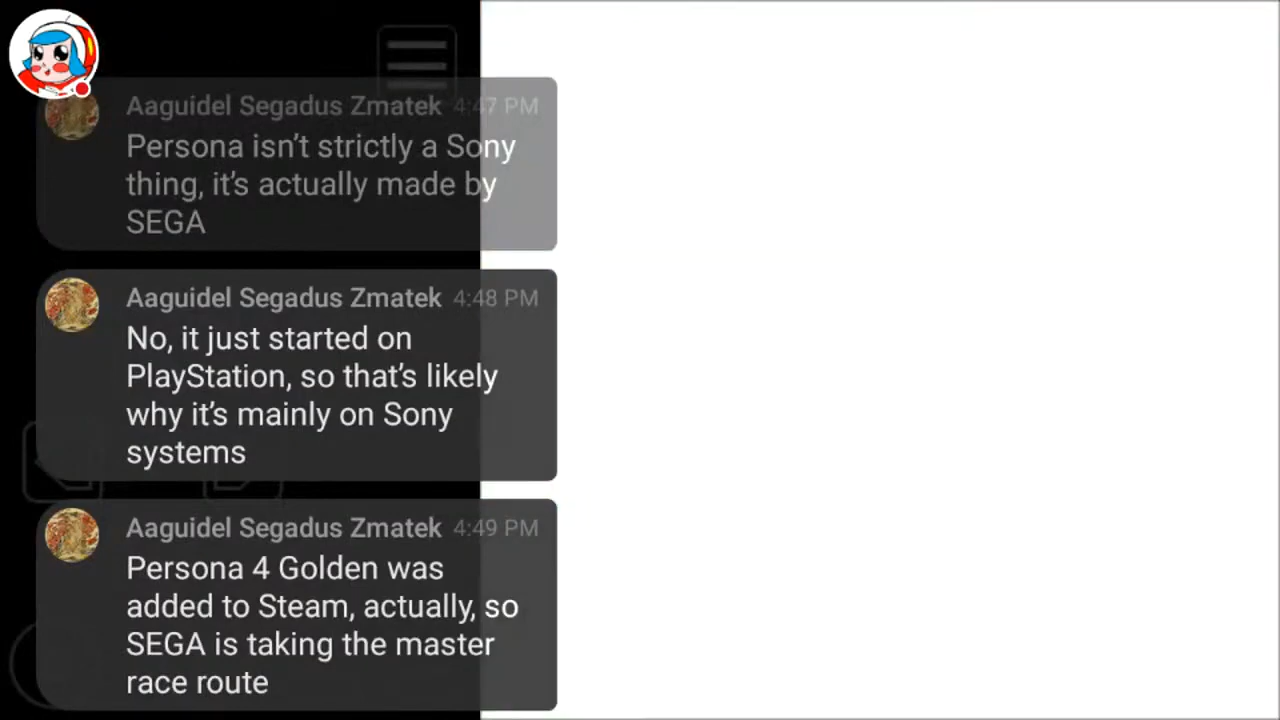 Aaguidel Segadus Zmatek 4:47 PM
Persona isn’t strictly a Sony
thing, it’s actually made by
SEGA
Aaguidel Segadus Zmatek 4:48 PM
No, it just started on
PlayStation, so that’s likely
why it’s mainly on Sony
systems
Aaguidel Segadus Zmatek 4:49 PM
Persona 4 Golden was
added to Steam, actually, so
SEGA is taking the master
race route